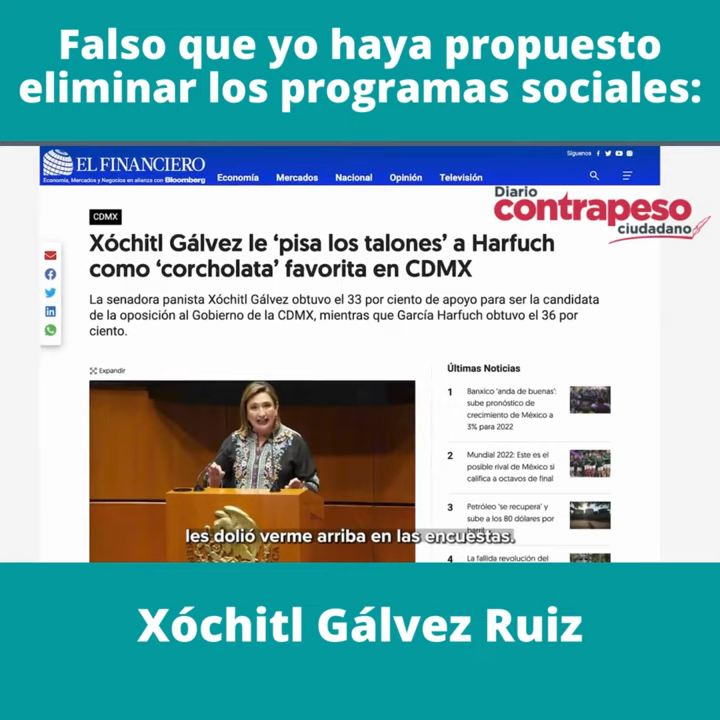 Falso que yo haya propuesto
eliminar los programas sociales:
EL FINANCIERO
Economía, Mercados y Negocios en alianza con Bloomberg
Economía Mercados Nacional Opinión Televisión
Síguenos
Diario
contrapeso
ciudadano
CDMX
Xóchitl Gálvez le ‘pisa los talones’ a Harfuch
como ‘corcholata’ favorita en CDMX
La senadora panista Xóchitl Gálvez obtuvo el 33 por ciento de apoyo para ser la candidata
de la oposición al Gobierno de la CDMX, mientras que García Harfuch obtuvo el 36 por
ciento.
Expandir
Últimas Noticias
1 Banxico ‘anda de buenas’:
sube pronóstico de
crecimiento de México a
3% para 2022
2 Mundial 2022: Este es el
posible rival de México si
califica a octavos de final
3 Petróleo ‘se recupera’ y
sube a los 80 dólares por
4 La fallida revolución del
les dolió verme arriba en las encuestas.
Xóchitl Gálvez Ruiz